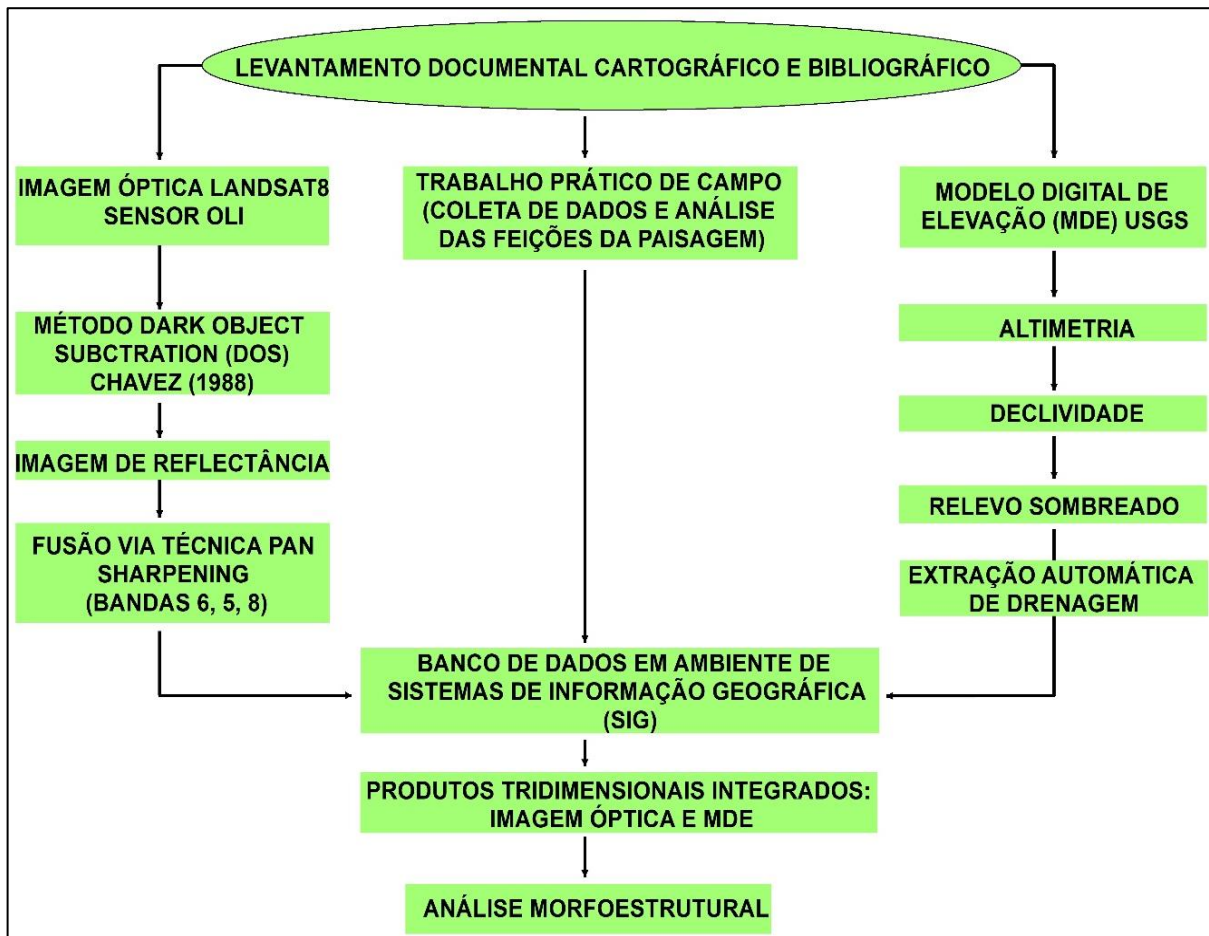 LEVANTAMENTO DOCUMENTAL CARTOGRÁFICO E BIBLIOGRÁFICO
IMAGEM ÓPTICA LANDSAT8
SENSOR OLI
MÉTODO DARK OBJECT
SUBCTRATION (DOS)
CHAVEZ (1988)
IMAGEM DE REFLECTÂNCIA
FUSÃO VIA TÉCNICA PAN
SHARPENING
(BANDAS 6, 5, 8)
TRABALHO PRÁTICO DE CAMPO
(COLETA DE DADOS E ANÁLISE
DAS FEIÇÕES DA PAISAGEM)
MODELO DIGITAL DE
ELEVAÇÃO (MDE) USGS
ALTIMETRIA
DECLIVIDADE
RELEVO SOMBREADO
EXTRAÇÃO AUTOMÁTICA
DE DRENAGEM
BANCO DE DADOS EM AMBIENTE DE
SISTEMAS DE INFORMAÇÃO GEOGRÁFICA
(SIG)
PRODUTOS TRIDIMENSIONAIS INTEGRADOS:
IMAGEM ÓPTICA E MDE
ANÁLISE MORFOESTRUTURAL